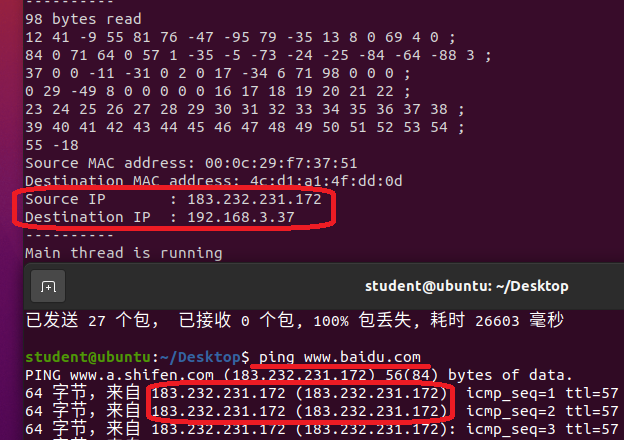 ----------
98 bytes read
12 41 -9 55 81 76 -47 -95 79 -35 13 8 0 69 4 0 ;
84 0 71 64 0 57 1 -35 -5 -73 -24 -25 -84 -64 -88 3 ;
37 0 0 -11 -31 0 2 0 17 -34 6 71 98 0 0 0 ;
0 29 -49 8 0 0 0 0 0 16 17 18 19 20 21 22 ;
23 24 25 26 27 28 29 30 31 32 33 34 35 36 37 38 ;
39 40 41 42 43 44 45 46 47 48 49 50 51 52 53 54 ;
55 -18
Source MAC address: 00:0c:29:f7:37:51
Destination MAC address: 4c:d1:a1:4f:dd:0d
Source IP : 183.232.231.172
Destination IP : 192.168.3.37
----------
Main thread is running
student@ubuntu: ~/Desktop
已发送 27 个包， 已接收 0 个包, 100% 包丢失, 耗时 26603 毫秒
student@ubuntu:~/Desktop$ ping www.baidu.com
PING www.a.shifen.com (183.232.231.172) 56(84) bytes of data.
64 字节，来自 183.232.231.172 (183.232.231.172) icmp_seq=1 ttl=57
64 字节，来自 183.232.231.172 (183.232.231.172) icmp_seq=2 ttl=57
64 字节，来自 183.232.231.172 (183.232.231.172): icmp_seq=3 ttl=57